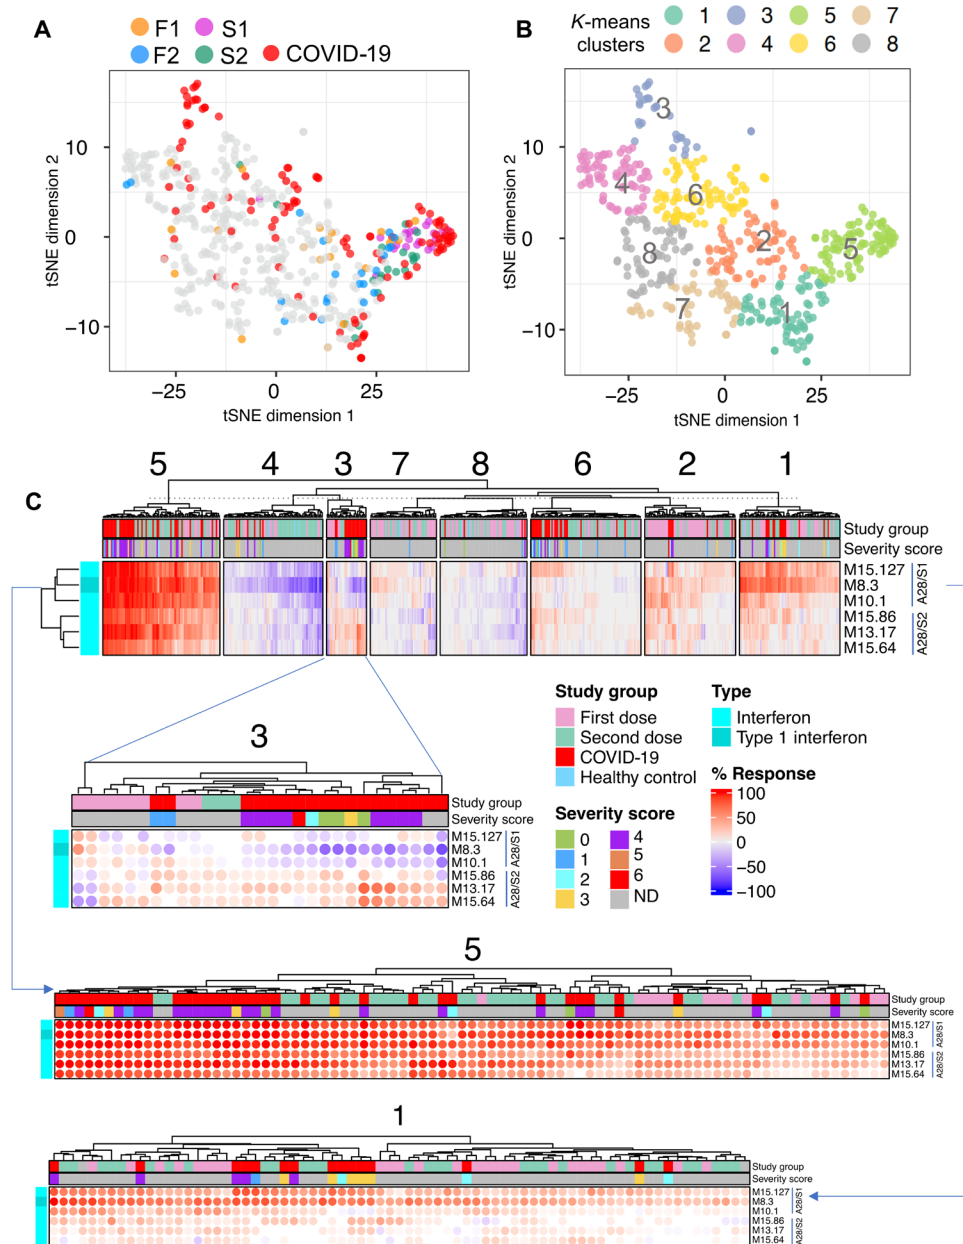 A
F1 S1
F2 S2 COVID-19
tSNE dimension 2
10
0
−10
−25 0 25
tSNE dimension 1
B
K-means clusters
1 3 5 7
2 4 6 8
tSNE dimension 2
10
0
−10
3
4
6
2
8
5
7
1
−25 0 25
tSNE dimension 1
C
5 4 3 7 8 6 2 1
Study group
Severity score
M15.127
M8.3
M10.1
M15.86
M13.17
M15.64
A28/S1
A28/S2
3
Study group
Severity score
M15.127
M8.3
M10.1
M15.86
M13.17
M15.64
A28/S1
A28/S2
Study group
First dose
Second dose
COVID-19
Healthy control
Type
Interferon
Type 1 interferon
Severity score
0 4
1 5
2 6
3 ND
% Response
100
50
0
−50
−100
5
Study group
Severity score
M15.127
M8.3
M10.1
M15.86
M13.17
M15.64
A28/S1
A28/S2
1
Study group
Severity score
M15.127
M8.3
M10.1
M15.86
M13.17
M15.64
A28/S1
A28/S2